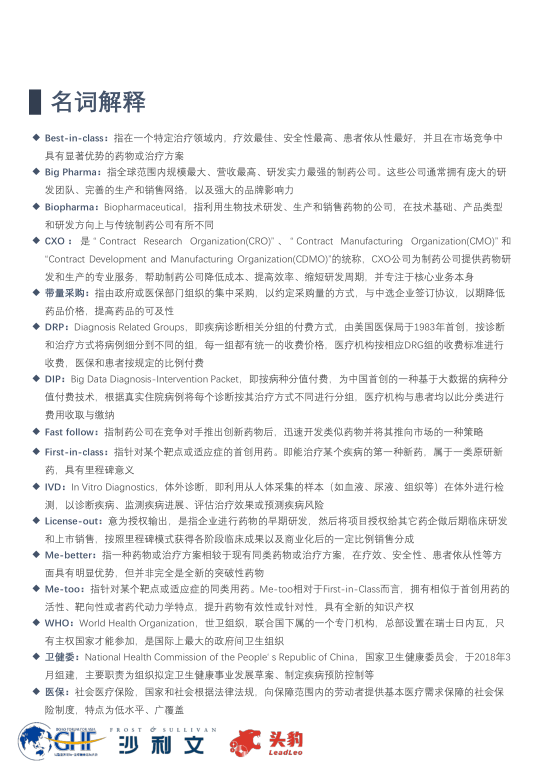 名词解释
◆ Best-in-class：指在一个特定治疗领域内，疗效最佳、安全性最高、患者依从性最好，并且在市场竞争中
具有显著优势的药物或治疗方案
◆ Big Pharma：指全球范围内规模最大、营收最高、研发实力最强的制药公司。这些公司通常拥有庞大的研
发团队、完善的生产和销售网络，以及强大的品牌影响力
◆ Biopharma：Biopharmaceutical，指利用生物技术研发、生产和销售药物的公司，在技术基础、产品类型
和研发方向上与传统制药公司有所不同
◆ CXO：是“Contract Research Organization(CRO)”、“Contract Manufacturing Organization(CMO)”和
“Contract Development and Manufacturing Organization(CDMO)”的统称，CXO公司为制药公司提供药物研
发和生产的专业服务，帮助制药公司降低成本、提高效率、缩短研发周期，并专注于核心业务本身
◆ 带量采购：指由政府或医保部门组织的集中采购，以约定采购量的方式，与中选企业签订协议，以期降低
药品价格，提高药品的可及性
◆ DRP：Diagnosis Related Groups，即疾病诊断相关分组的付费方式，由美国医保局于1983年首创，按诊断
和治疗方式将病例细分到不同的组，每一组都有统一的收费价格，医疗机构按相应DRG组的收费标准进行
收费，医保和患者按规定的比例付费
◆ DIP：Big Data Diagnosis-Intervention Packet，即按病种分值付费，为中国首创的一种基于大数据的病种分
值付费技术，根据真实住院病例将每个诊断按其治疗方式不同进行分组，医疗机构与患者均以此分类进行
费用收取与缴纳
◆ Fast follow：指制药公司在竞争对手推出创新药物后，迅速开发类似药物并将其推向市场的一种策略
◆ First-in-class：指针对某个靶点或适应症的首创用药。即能治疗某个疾病的第一种新药，属于一类原研新
药，具有里程碑意义
◆ IVD：In Vitro Diagnostics，体外诊断，即利用从人体采集的样本（如血液、尿液、组织等）在体外进行检
测，以诊断疾病、监测疾病进展、评估治疗效果或预测疾病风险
◆ License-out：意为授权输出，是指企业进行药物的早期研发，然后将项目授权给其它药企做后期临床研发
和上市销售，按照里程碑模式获得各阶段临床成果以及商业化后的一定比例销售分成
◆ Me-better：指一种药物或治疗方案相较于现有同类药物或治疗方案，在疗效、安全性、患者依从性等方
面具有明显优势，但并非完全是全新的突破性药物
◆ Me-too：指针对某个靶点或适应症的同类用药。Me-too相对于First-in-Class而言，拥有相似于首创用药的
活性、靶向性或者药代动力学特点，提升药物有效性或针对性，具有全新的知识产权
◆ WHO：World Health Organization，世卫组织，联合国下属的一个专门机构，总部设置在瑞士日内瓦，只
有主权国家才能参加，是国际上最大的政府间卫生组织
◆ 卫健委：National Health Commission of the People' s Republic of China，国家卫生健康委员会，于2018年3
月组建，主要职责为组织拟定卫生健康事业发展草案、制定疾病预防控制等
◆ 医保：社会医疗保险，国家和社会根据法律法规，向保障范围内的劳动者提供基本医疗需求保障的社会保
险制度，特点为低水平、广覆盖
GHF
FROST & SULLIVAN
沙利文
头豹
LeadLeo